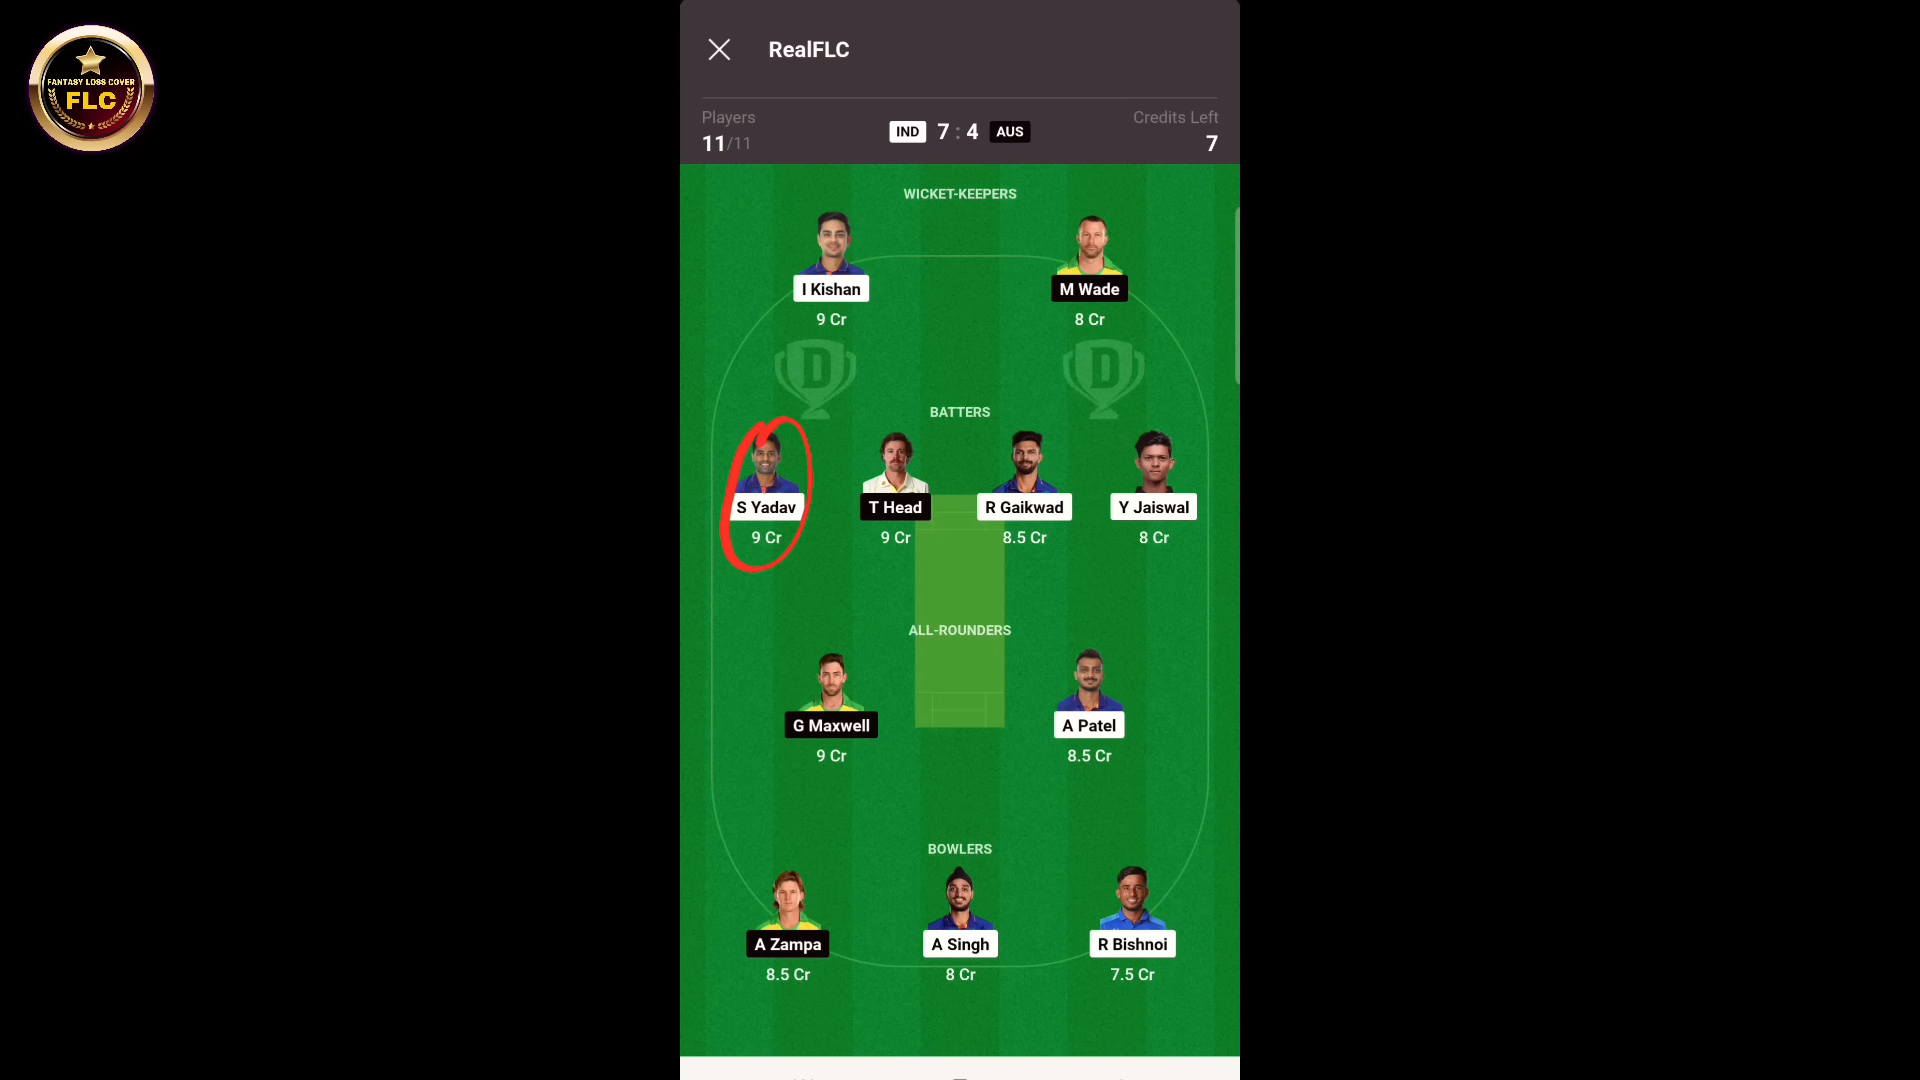 FANTASY LOSS COVER
FLC
RealFLC
Players
11/11
IND 7 : 4 AUS
Credits Left
7
WICKET-KEEPERS
I Kishan
9 Cr
M Wade
8 Cr
D
D
BATTERS
S Yadav
9 Cr
T Head
9 Cr
R Gaikwad
8.5 Cr
Y Jaiswal
8 Cr
ALL-ROUNDERS
G Maxwell
9 Cr
A Patel
8.5 Cr
BOWLERS
A Zampa
8.5 Cr
A Singh
8 Cr
R Bishnoi
7.5 Cr